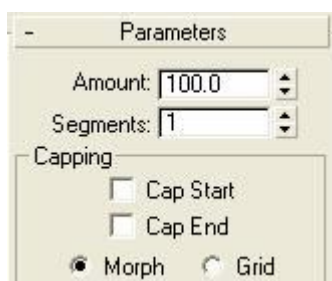 - Parameters
Amount: 100.0
Segments: 1
Capping
Cap Start
Cap End
Morph Grid